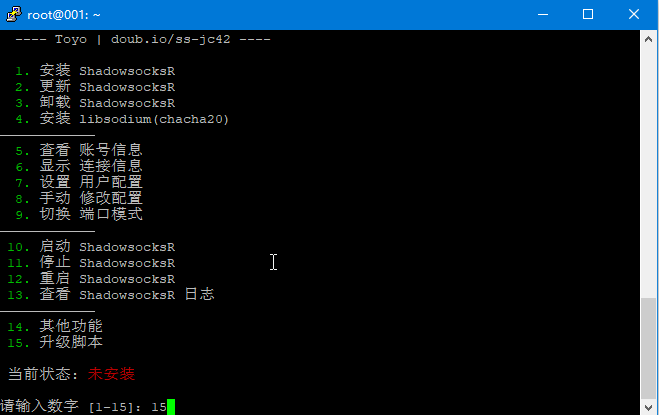 root@001: ~
---- Toyo | doub.io/ss-jc42 ----
1. 安装 ShadowsocksR
2. 更新 ShadowsocksR
3. 卸载 ShadowsocksR
4. 安装 libsodium(chacha20)
5. 查看 账号信息
6. 显示 连接信息
7. 设置 用户配置
8. 手动 修改配置
9. 切换 端口模式
10. 启动 ShadowsocksR
11. 停止 ShadowsocksR
12. 重启 ShadowsocksR
13. 查看 ShadowsocksR 日志
14. 其他功能
15. 升级脚本
当前状态: 未安装
请输入数字 [1-15]: 15